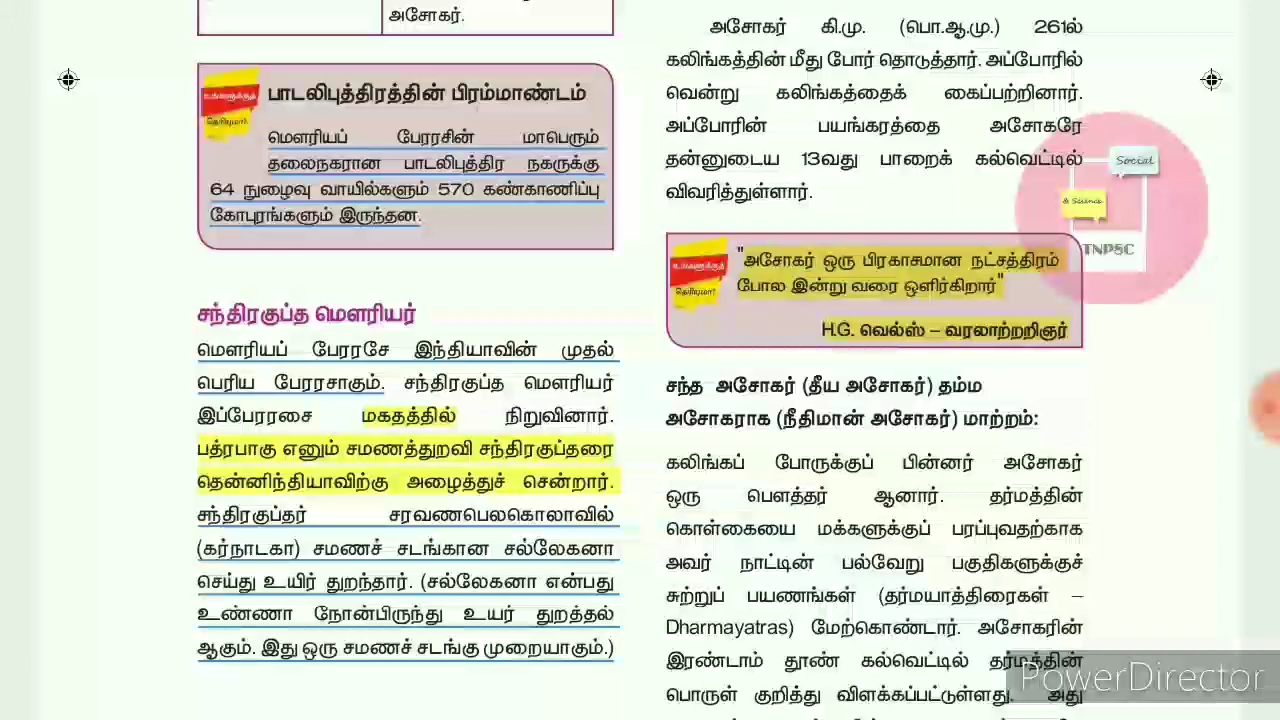 அசோகர்.
உங்களுக்குத்
தெரியுமா?
பாடலிபுத்திரத்தின் பிரம்மாண்டம்
மௌரியப் பேரரசின் மாபெரும்
தலைநகரான பாடலிபுத்திர நகருக்கு
64 நுழைவு வாயில்களும் 570 கண்காணிப்பு
கோபுரங்களும் இருந்தன.
சந்திரகுப்த மௌரியர்
மௌரியப் பேரரசே இந்தியாவின் முதல்
பெரிய பேரரசாகும். சந்திரகுப்த மௌரியர்
இப்பேரரசை மகதத்தில் நிறுவினார்.
பத்ரபாகு எனும் சமணத்துறவி சந்திரகுப்தரை
தென்னிந்தியாவிற்கு அழைத்துச் சென்றார்.
சந்திரகுப்தர் சரவணபெலகொலாவில்
(கர்நாடகா) சமணச் சடங்கான சல்லேகனா
செய்து உயிர் துறந்தார். (சல்லேகனா என்பது
உண்ணா நோன்பிருந்து உயர் துறத்தல்
ஆகும். இது ஒரு சமணச் சடங்கு முறையாகும்.)
அசோகர் கி.மு. (பொ.ஆ.மு.) 261ல்
கலிங்கத்தின் மீது போர் தொடுத்தார். அப்போரில்
வென்று கலிங்கத்தைக் கைப்பற்றினார்.
அப்போரின் பயங்கரத்தை அசோகரே
தன்னுடைய 13வது பாறைக் கல்வெட்டில்
விவரித்துள்ளார்.
Social
& Science
TNPSC
உங்களுக்குத்
தெரியுமா?
"அசோகர் ஒரு பிரகாசமான நட்சத்திரம்
போல இன்று வரை ஒளிர்கிறார்"
H.G. வெல்ஸ் – வரலாற்றறிஞர்
சந்த அசோகர் (தீய அசோகர்) தம்ம
அசோகராக (நீதிமான் அசோகர்) மாற்றம்:
கலிங்கப் போருக்குப் பின்னர் அசோகர்
ஒரு பௌத்தர் ஆனார். தர்மத்தின்
கொள்கையை மக்களுக்குப் பரப்புவதற்காக
அவர் நாட்டின் பல்வேறு பகுதிகளுக்குச்
சுற்றுப் பயணங்கள் (தர்மயாத்திரைகள் –
Dharmayatras) மேற்கொண்டார். அசோகரின்
இரண்டாம் தூண் கல்வெட்டில் தர்மத்தின்
பொருள் குறித்து விளக்கப்பட்டுள்ளது. அது
PowerDirector